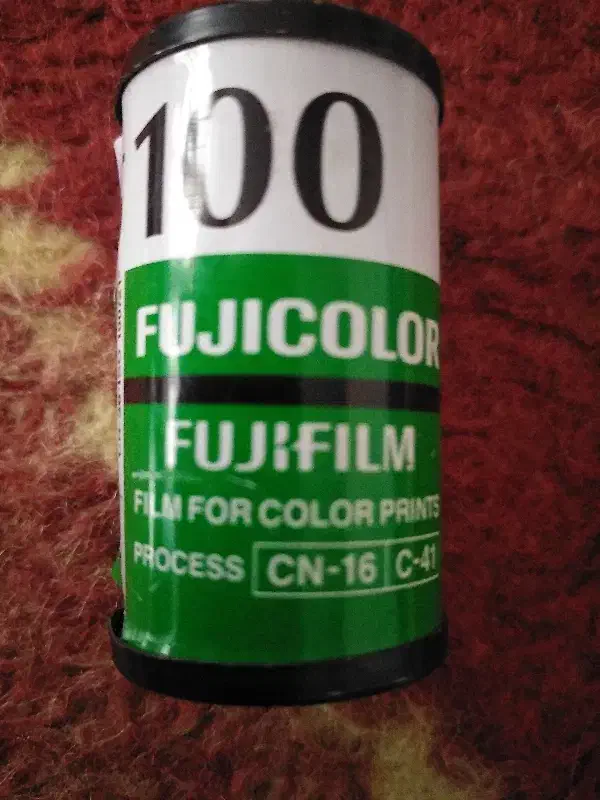 100
FUJICOLOR
FUJIFILM
FILM FOR COLOR PRINTS
PROCESS CN-16 C-41